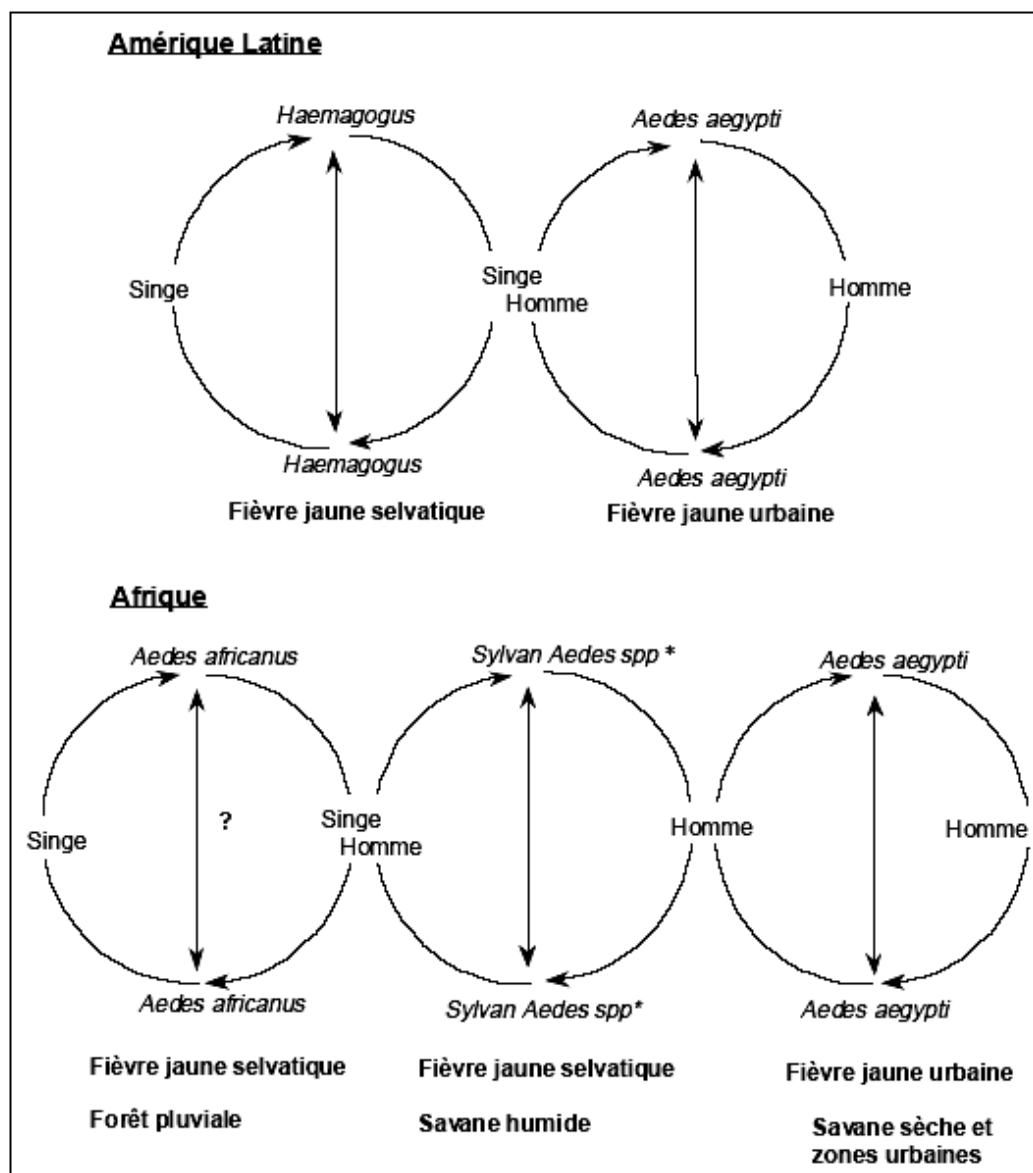 Amérique Latine
Haemagogus
Aedes aegypti
Singe
Singe
Homme
Homme
Haemagogus
Aedes aegypti
Fièvre jaune selvatique
Fièvre jaune urbaine
Afrique
Aedes africanus
Sylvan Aedes spp *
Aedes aegypti
?
Singe
Singe
Homme
Homme
Homme
Aedes africanus
Sylvan Aedes spp*
Aedes aegypti
Fièvre jaune selvatique
Fièvre jaune selvatique
Fièvre jaune urbaine
Forêt pluviale
Savane humide
Savane sèche et
zones urbaines